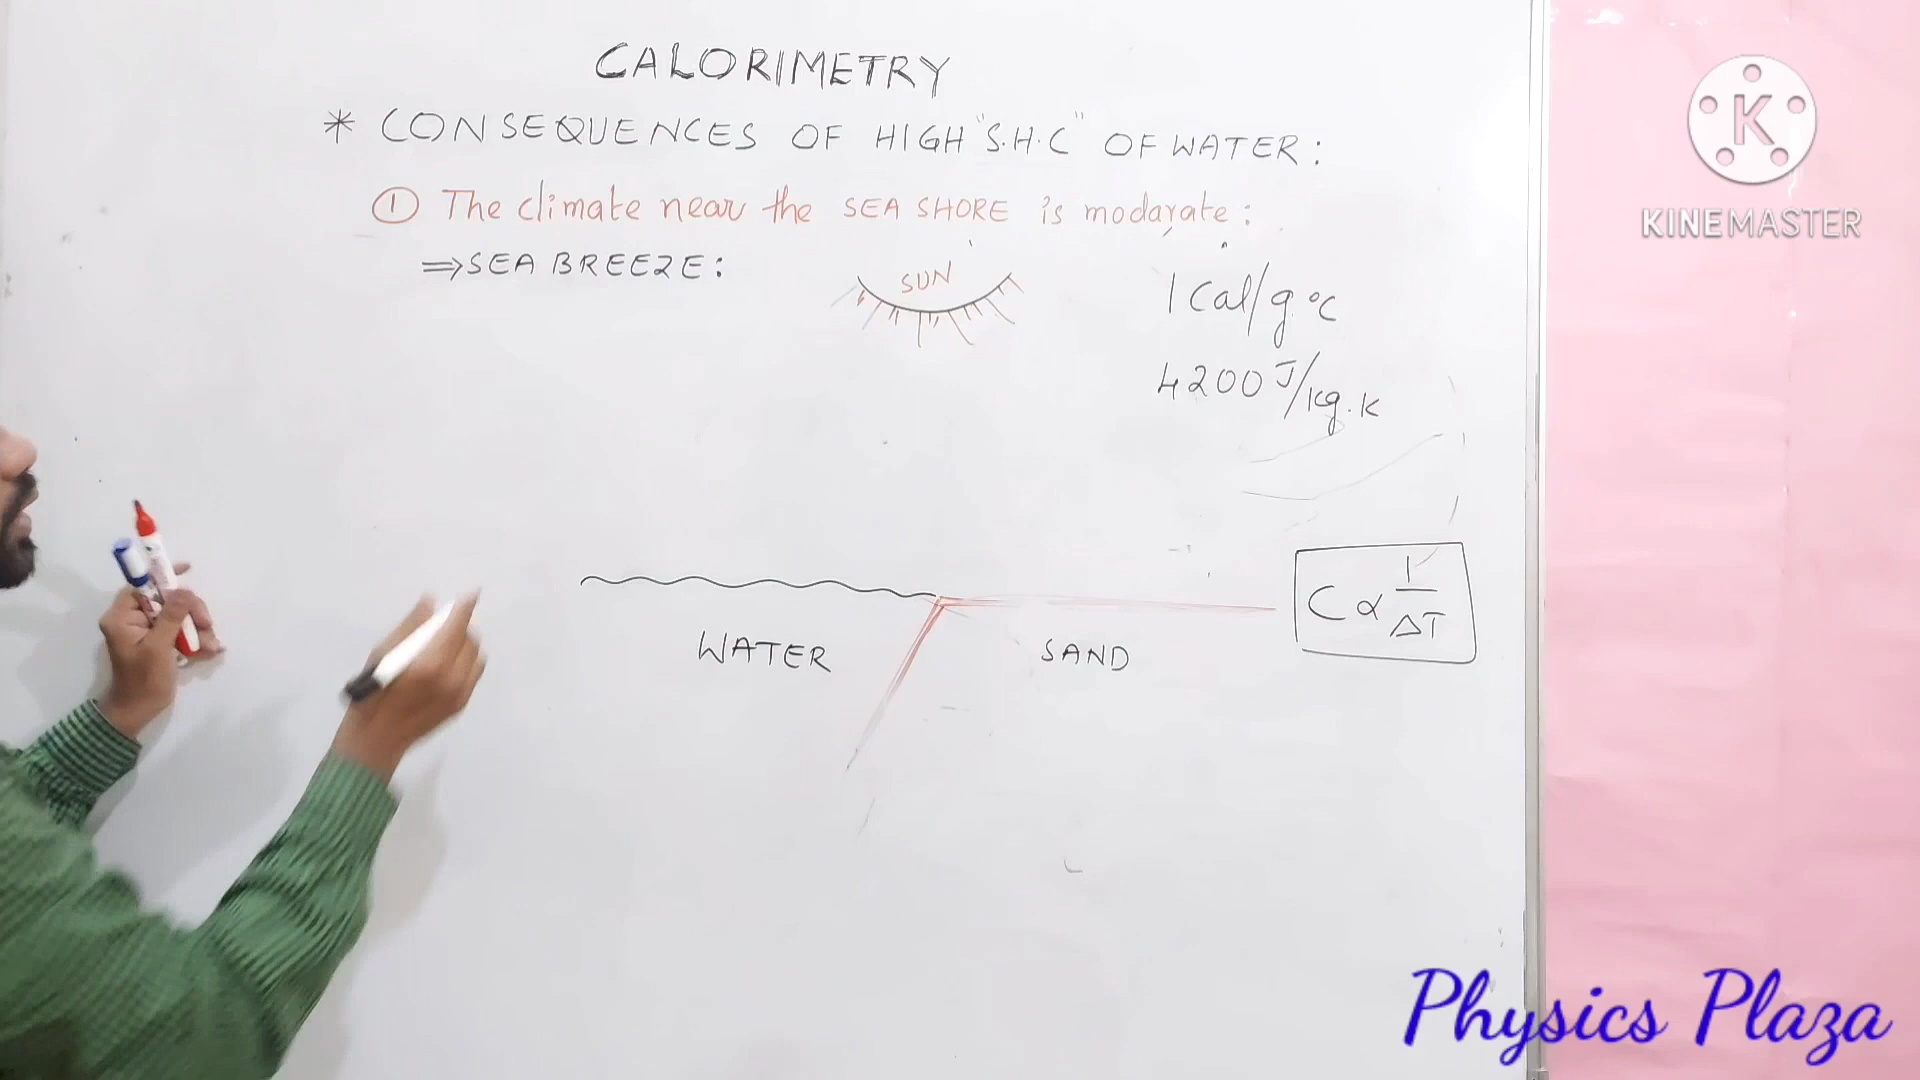 CALORIMETRY
* CONSEQUENCES OF HIGH "S.H.C" OF WATER:
① The climate near the SEA SHORE is modarate:
⇒ SEA BREEZE:
SUN
1 Cal/g.°C
4200 J/kg.K
WATER
SAND
C ∝ 1/ΔT
K
KINEMASTER
Physics Plaza